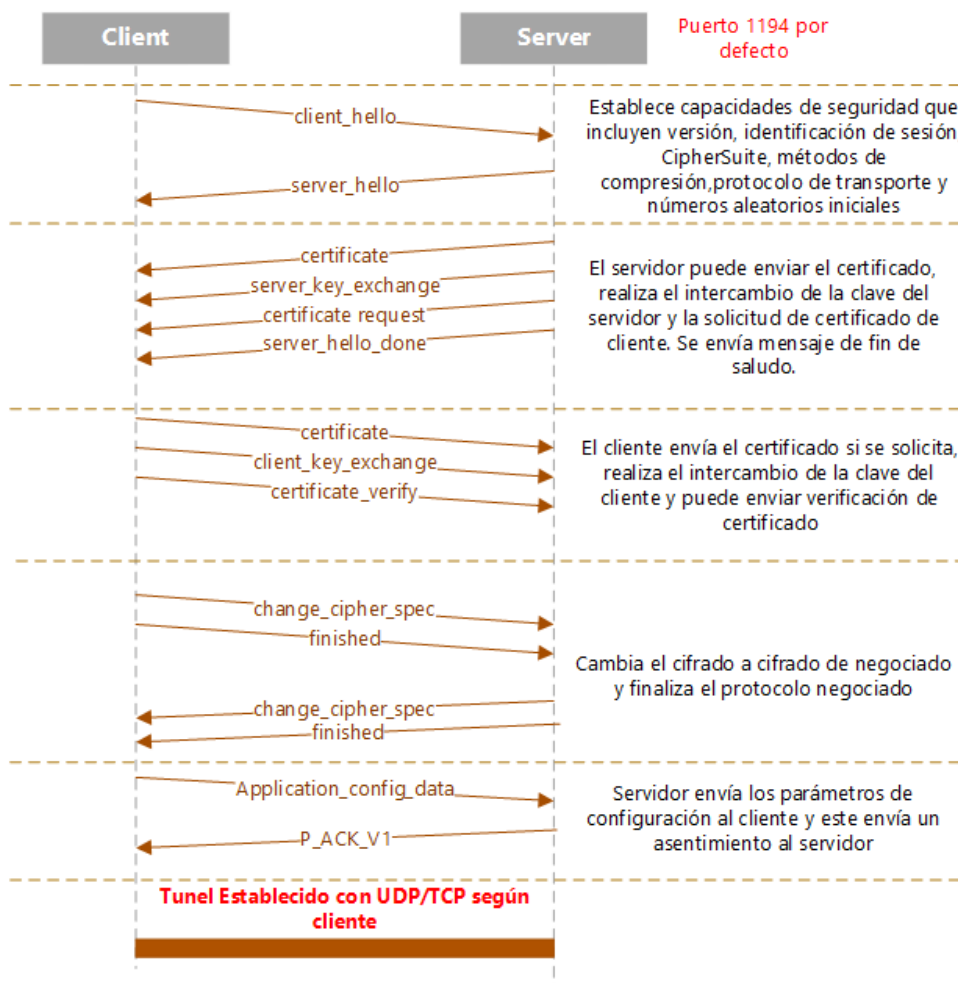 Client
Server
Puerto 1194 por
defecto
client_hello
server_hello
Establece capacidades de seguridad que
incluyen versión, identificación de sesión
CipherSuite, métodos de
compresión,protocolo de transporte y
números aleatorios iniciales
certificate
server_key_exchange
certificate request
server_hello_done
El servidor puede enviar el certificado,
realiza el intercambio de la clave del
servidor y la solicitud de certificado de
cliente. Se envía mensaje de fin de
saludo.
certificate
client_key_exchange
certificate_verify
El cliente envía el certificado si se solicita,
realiza el intercambio de la clave del
cliente y puede enviar verificación de
certificado
change_cipher_spec
finished
change_cipher_spec
finished
Cambia el cifrado a cifrado de negociado
y finaliza el protocolo negociado
Application_config_data
P_ACK_V1
Servidor envía los parámetros de
configuración al cliente y este envía un
asentimiento al servidor
Tunel Establecido con UDP/TCP según
cliente